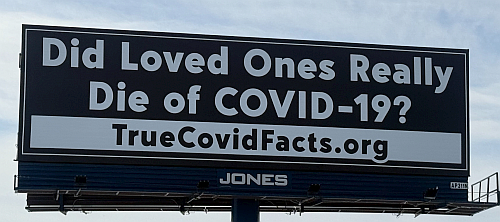 Did Loved Ones Really
Die of COVID-19?
TrueCovidFacts.org
JONES